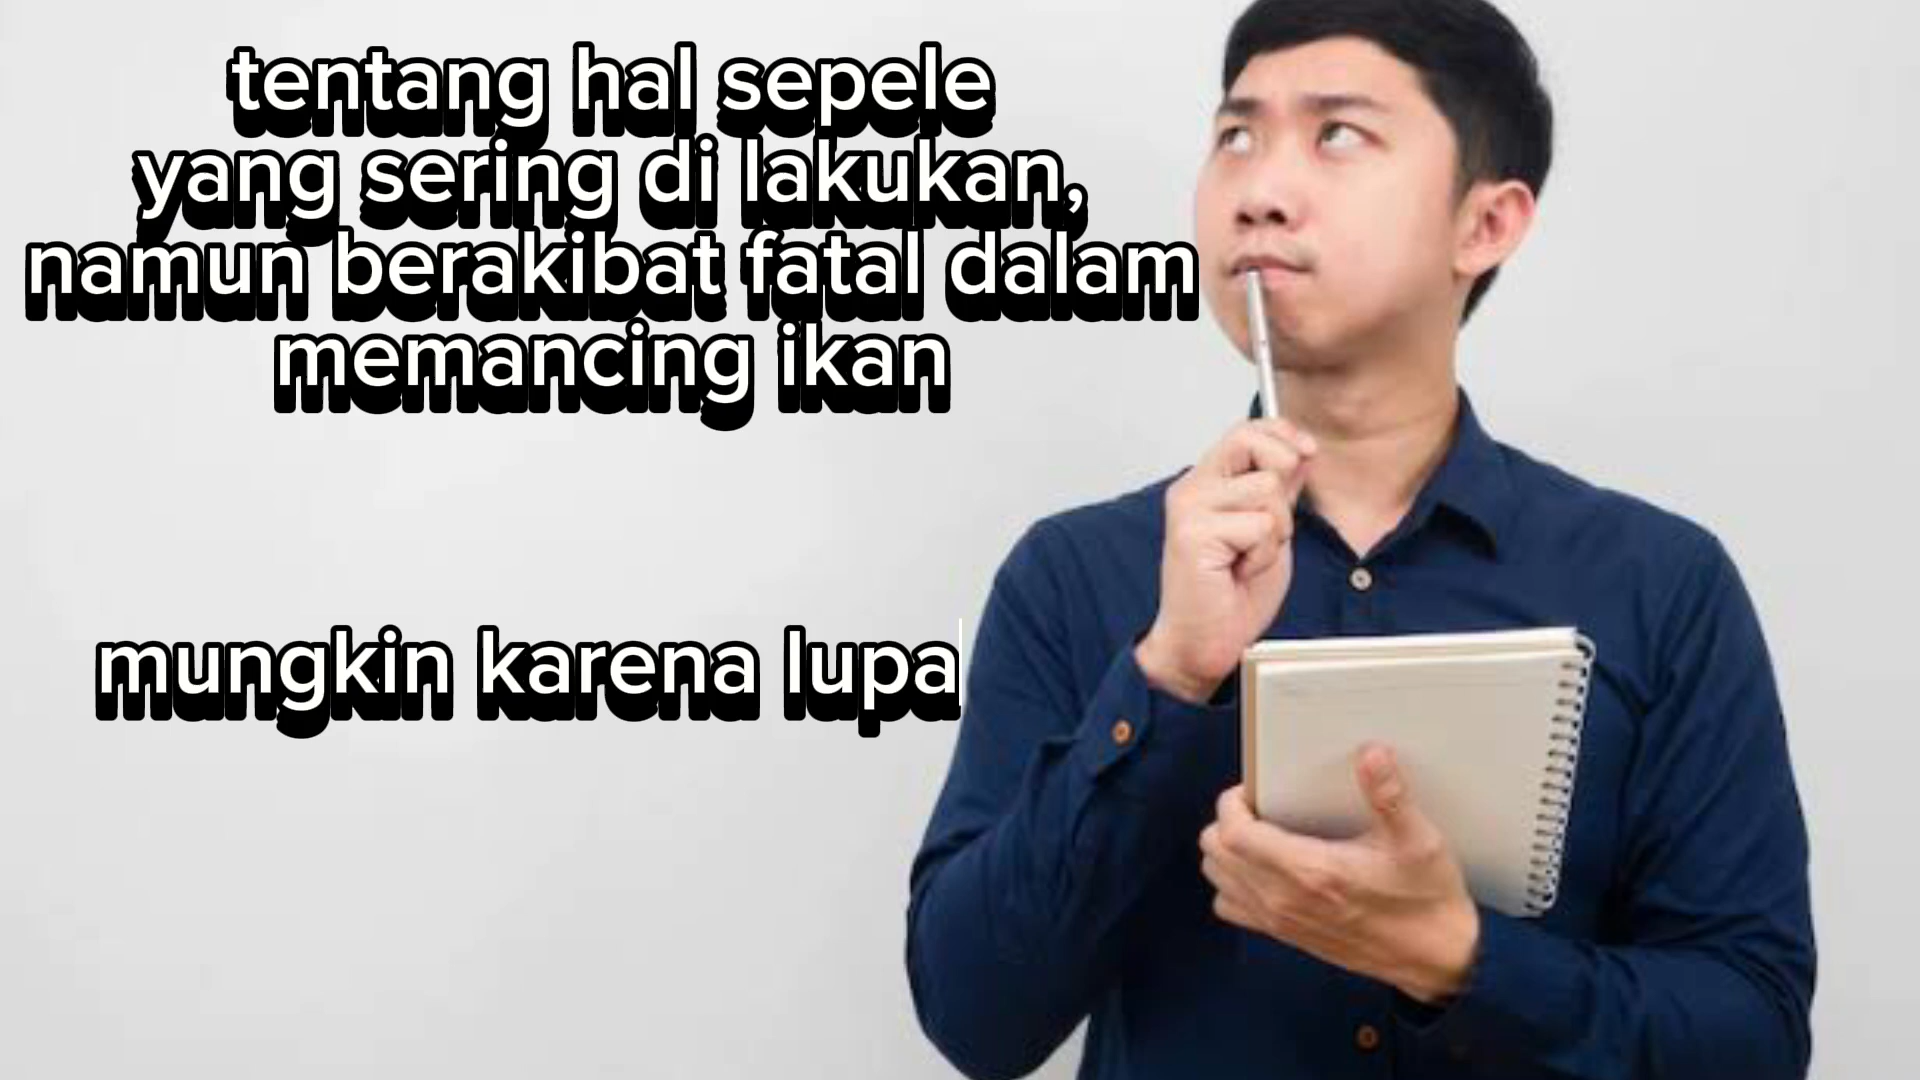 tentang hal sepele
yang sering di lakukan,
namun berakibat fatal dalam
memancing ikan
mungkin karena lupa